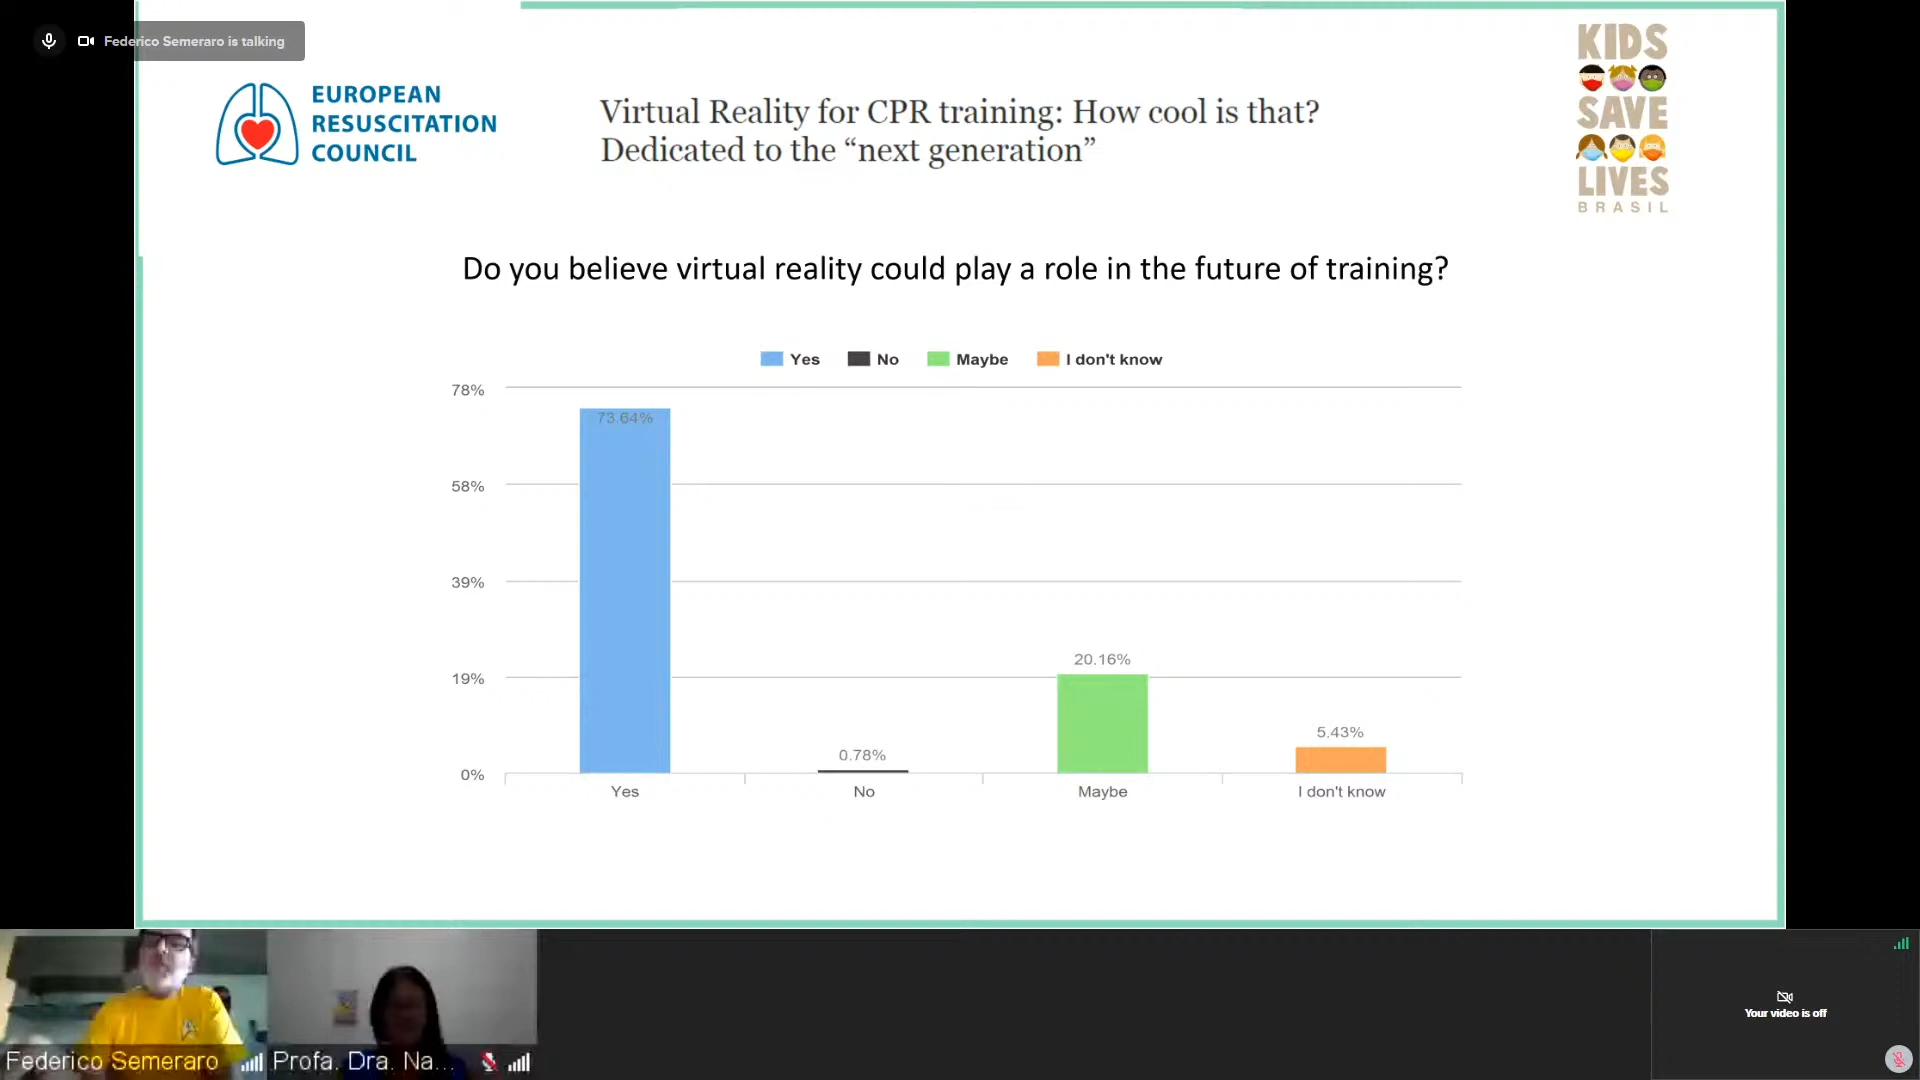 Federico Semeraro is talking
EUROPEAN
RESUSCITATION
COUNCIL
Virtual Reality for CPR training: How cool is that?
Dedicated to the “next generation”
KIDS
SAVE
LIVES
BRASIL
Do you believe virtual reality could play a role in the future of training?
Yes No Maybe I don't know
78%
73.64%
58%
39%
19%
20.16%
5.43%
0.78%
0%
Yes No Maybe I don't know
Federico Semeraro
Profa. Dra. Na...
Your video is off